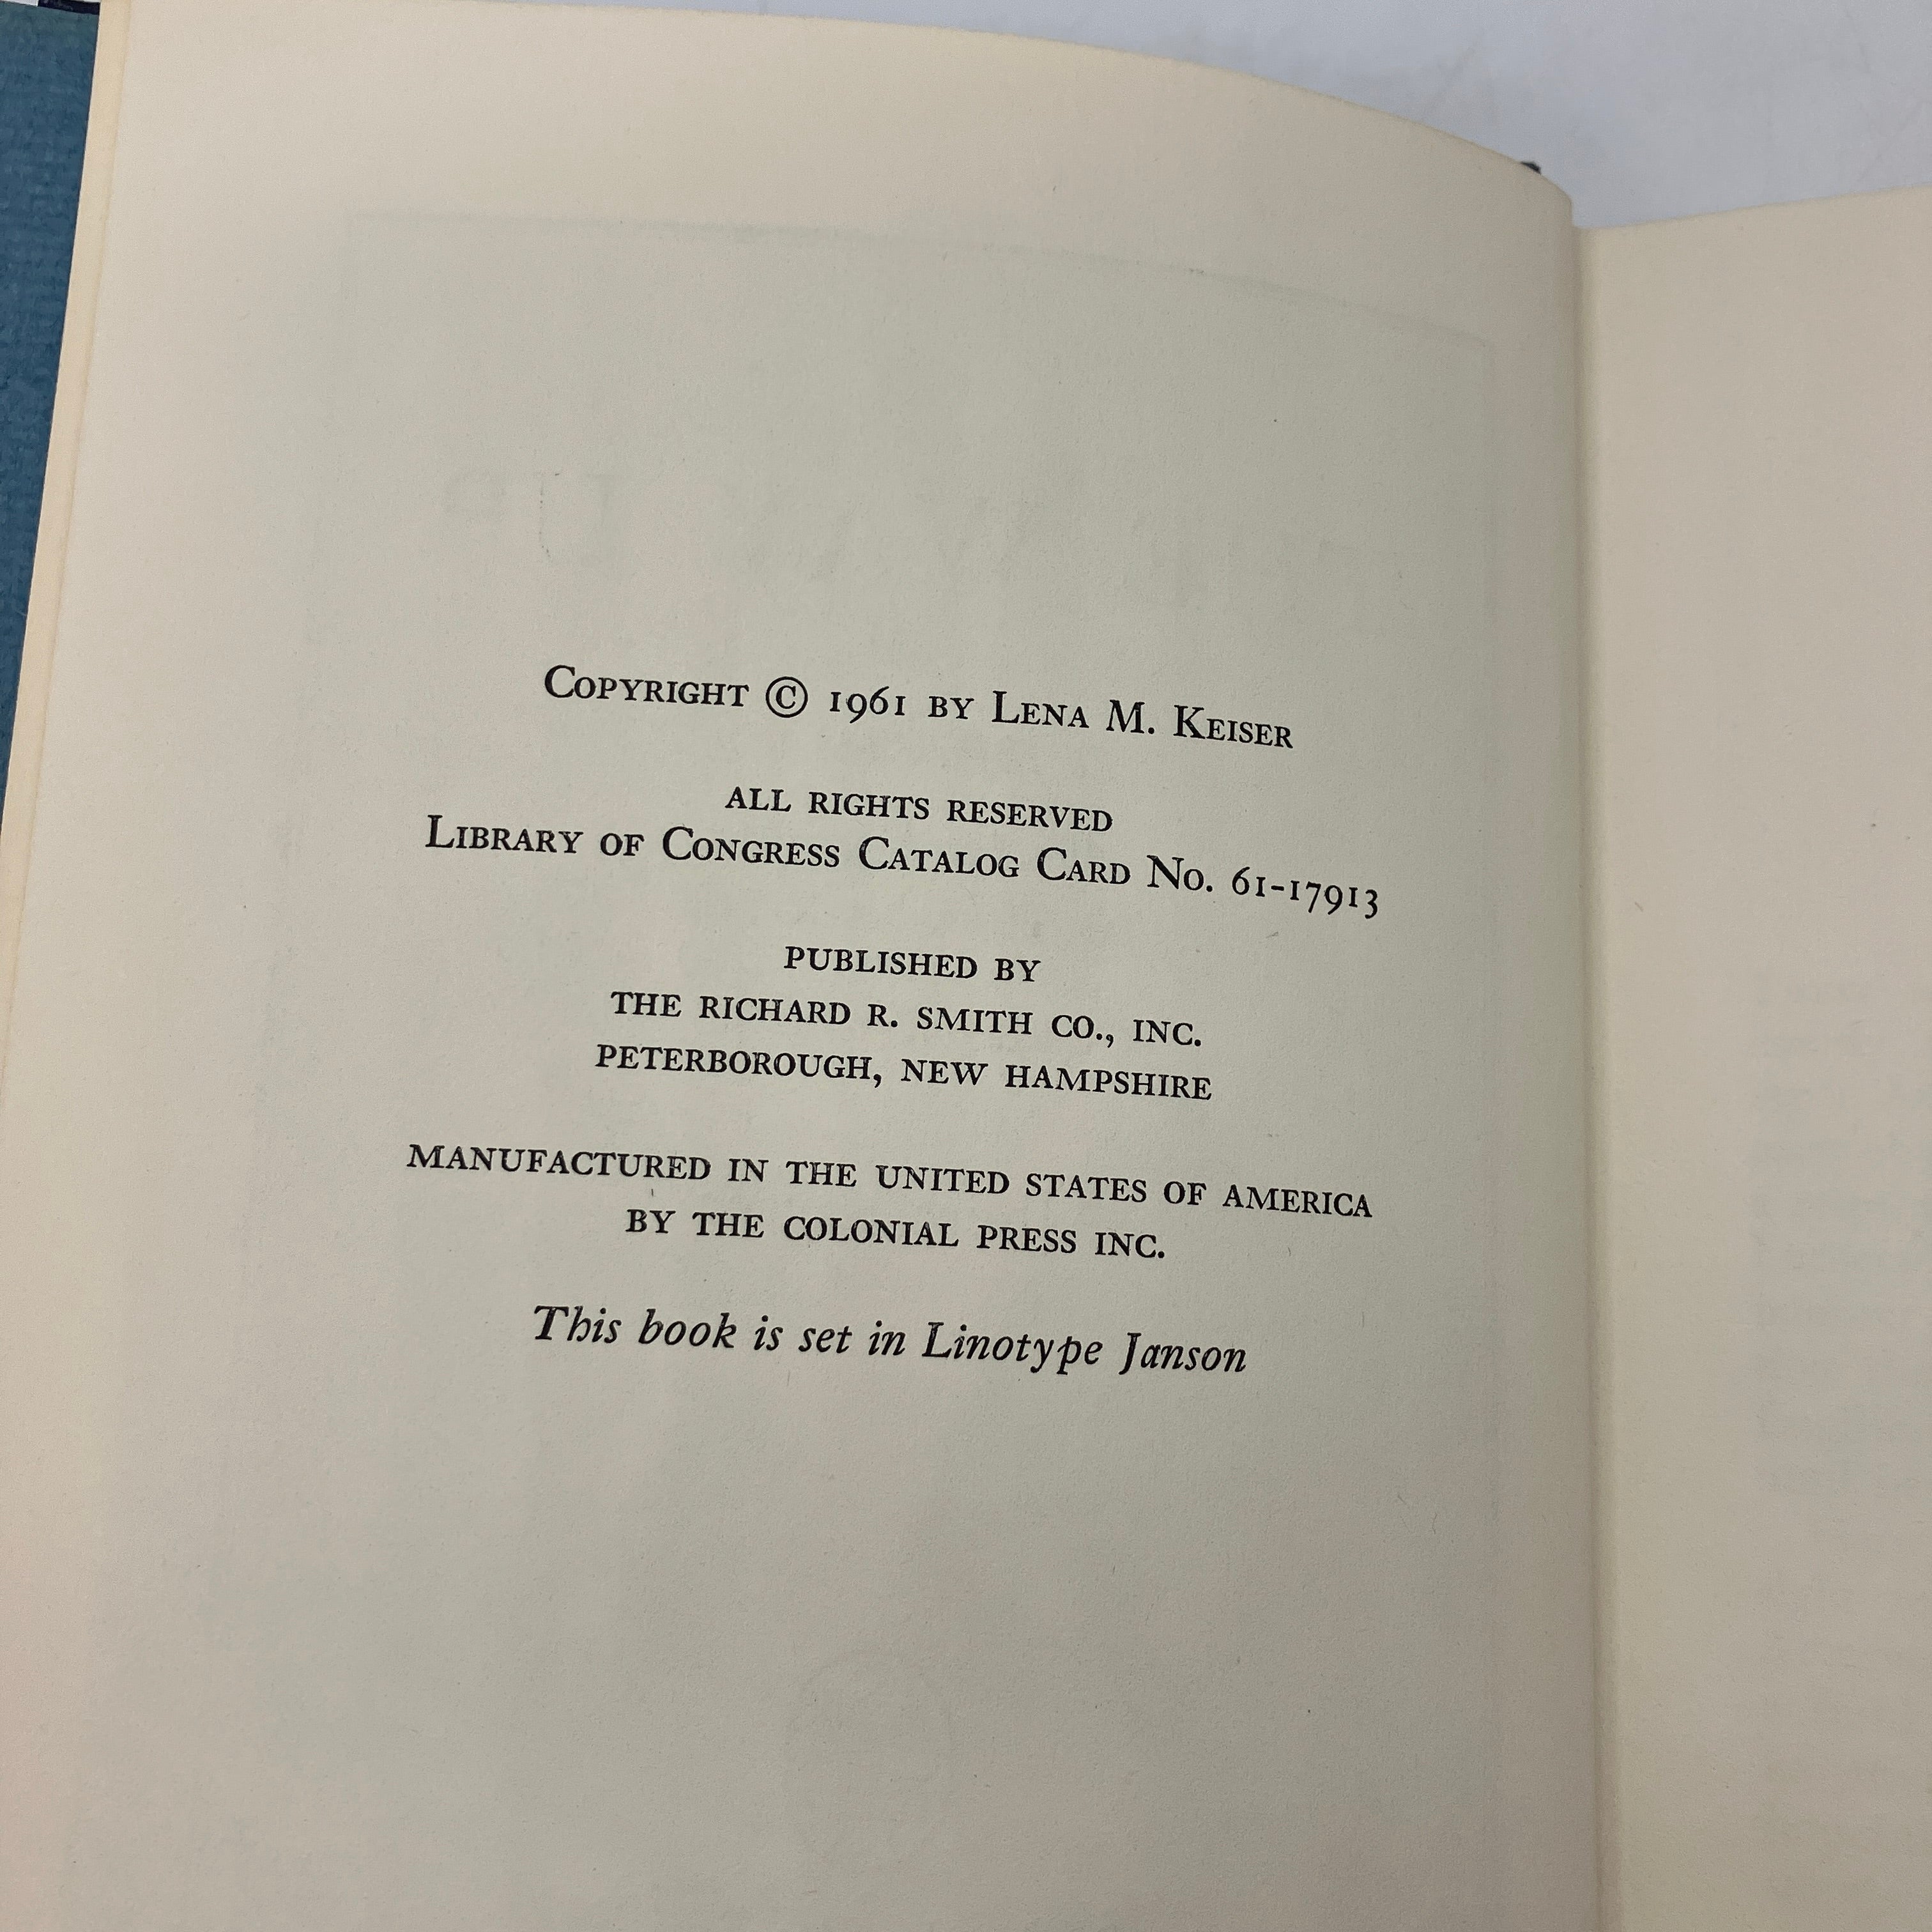 Copyright © 1961 by Lena M. Keiser
ALL RIGHTS RESERVED
Library of Congress Catalog Card No. 61-17913
PUBLISHED BY
THE RICHARD R. SMITH CO., INC.
PETERBOROUGH, NEW HAMPSHIRE
MANUFACTURED IN THE UNITED STATES OF AMERICA
BY THE COLONIAL PRESS INC.
This book is set in Linotype Janson